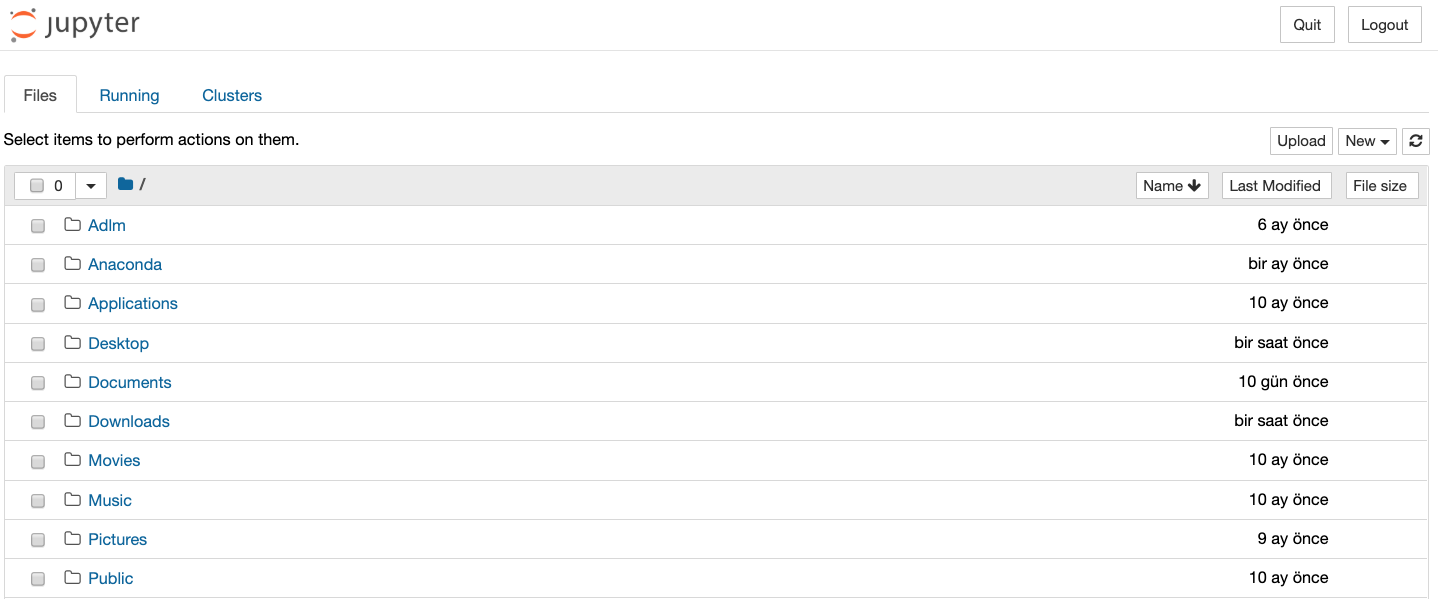 jupyter Quit Logout
Files Running Clusters
Select items to perform actions on them. Upload New
0 / Name Last Modified File size
Adlm 6 ay önce
Anaconda bir ay önce
Applications 10 ay önce
Desktop bir saat önce
Documents 10 gün önce
Downloads bir saat önce
Movies 10 ay önce
Music 10 ay önce
Pictures 9 ay önce
Public 10 ay önce